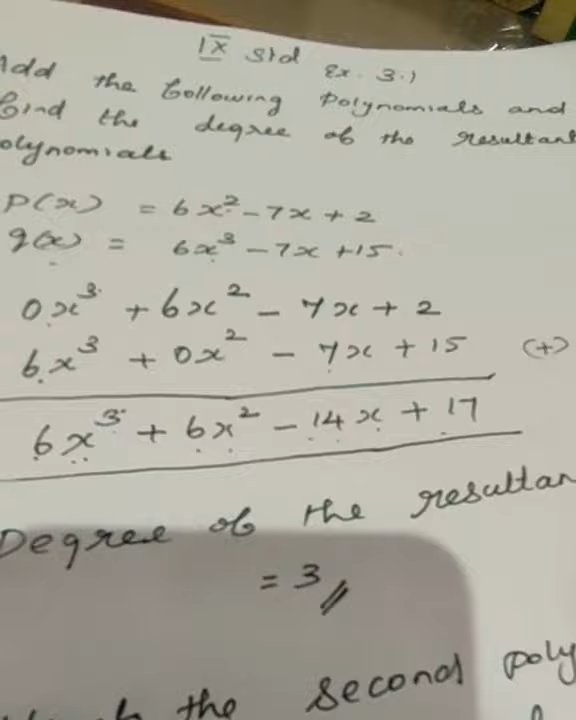 IX std
Ex. 3.1
Add the following Polynomials and
find the degree of the resultant
polynomials
P(x) = 6x² - 7x + 2
q(x) = 6x³ - 7x + 15.
0x³ + 6x² - 7x + 2
6x³ + 0x² - 7x + 15 (+)
6x³ + 6x² - 14x + 17
Degree of the resultan
= 3 //
the second poly